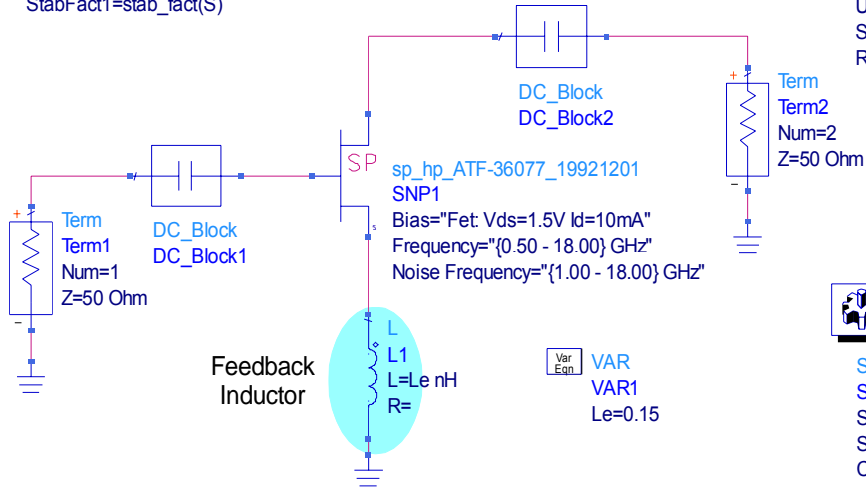 StabFact1=stab_fact(S)
U
S
R
DC_Block
DC_Block2
+
Term
Term2
Num=2
Z=50 Ohm
-
SP
sp_hp_ATF-36077_19921201
SNP1
Bias="Fet: Vds=1.5V Id=10mA"
Frequency="{0.50 - 18.00} GHz"
Noise Frequency="{1.00 - 18.00} GHz"
s
DC_Block
DC_Block1
+
Term
Term1
Num=1
Z=50 Ohm
-
Feedback
Inductor
L
L1
L=Le nH
R=
Var
Eqn
VAR
VAR1
Le=0.15
S
S
S
S
C